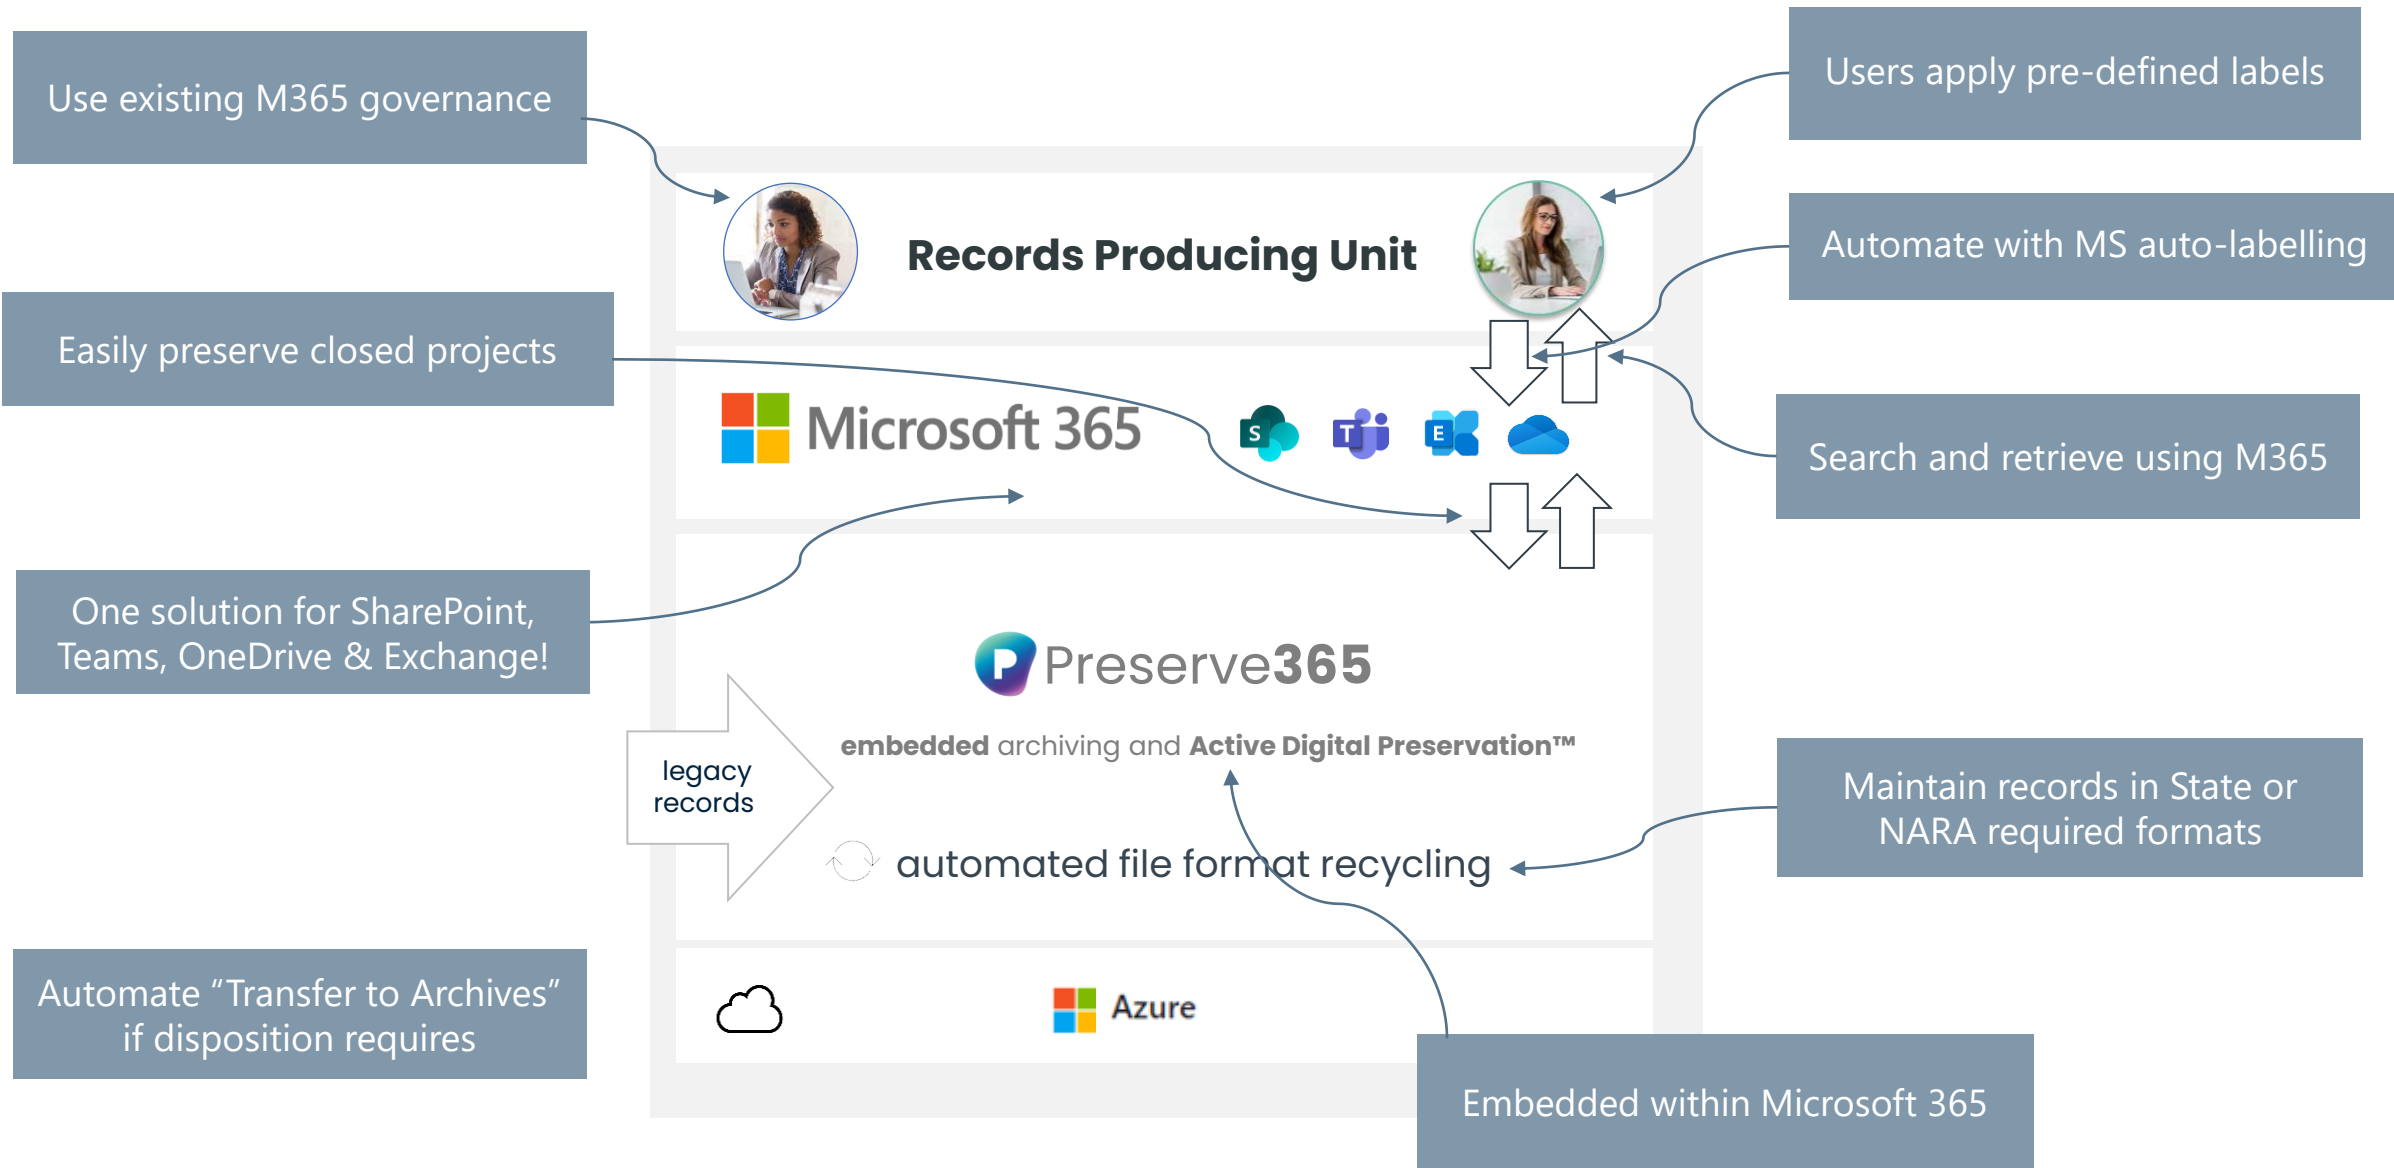 Use existing M365 governance
Users apply pre-defined labels
Records Producing Unit
Automate with MS auto-labelling
Easily preserve closed projects
Microsoft 365
S
T
E
Search and retrieve using M365
One solution for SharePoint,
Teams, OneDrive & Exchange!
P
Preserve365
embedded archiving and Active Digital Preservation™
legacy
records
Maintain records in State or
NARA required formats
automated file format recycling
Automate “Transfer to Archives”
if disposition requires
Azure
Embedded within Microsoft 365